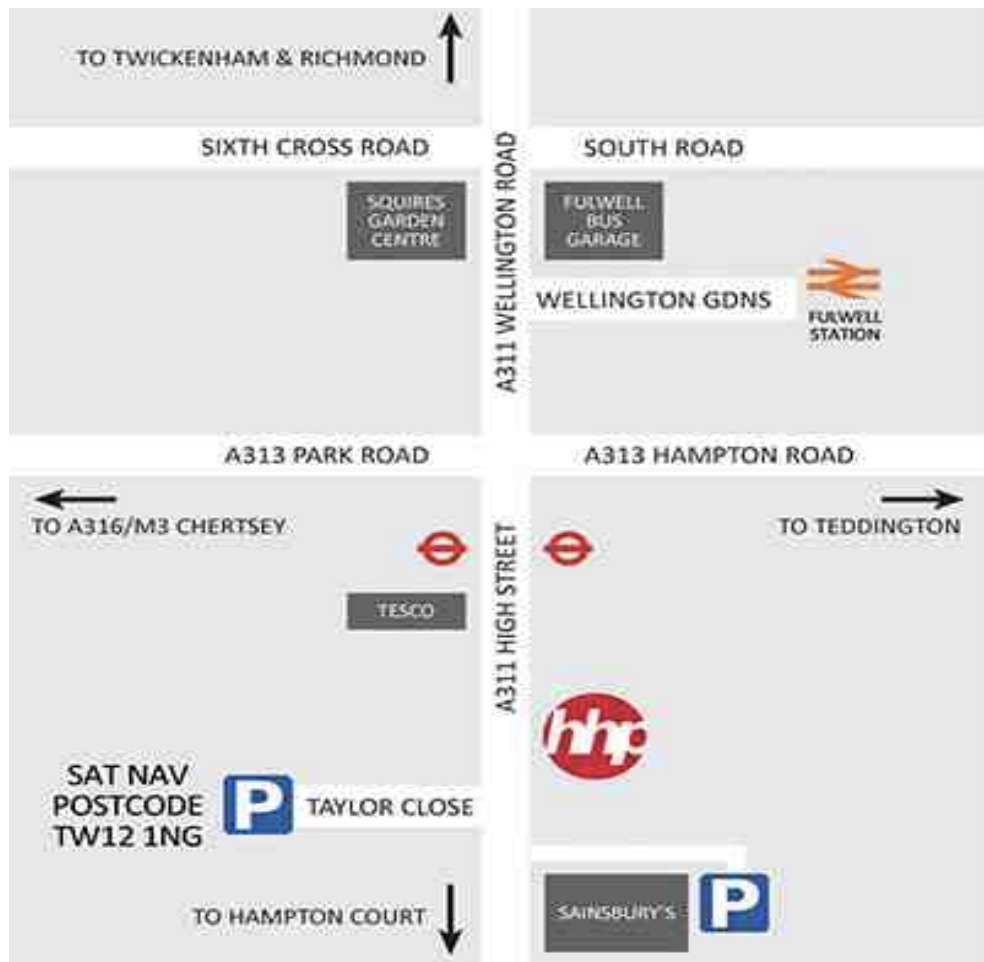 TO TWICKENHAM & RICHMOND
SIXTH CROSS ROAD
SOUTH ROAD
A311 WELLINGTON ROAD
SQUIRES
GARDEN
CENTRE
FULWELL
BUS
GARAGE
WELLINGTON GDNS
FULWELL
STATION
A313 PARK ROAD
A313 HAMPTON ROAD
TO A316/M3 CHERTSEY
TO TEDDINGTON
A311 HIGH STREET
TESCO
hhp
SAT NAV
POSTCODE
TW12 1NG
P
TAYLOR CLOSE
TO HAMPTON COURT
SAINSBURY'S
P